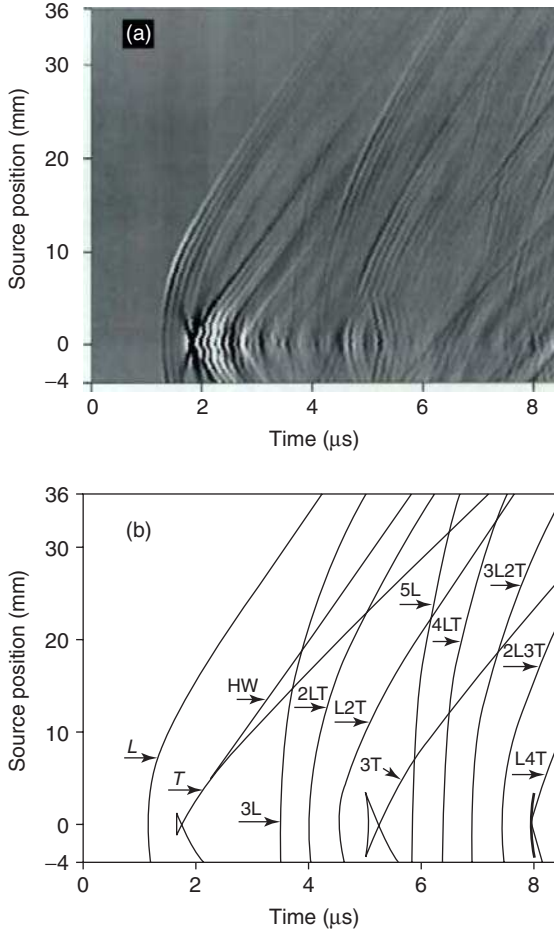 (a)
Source position (mm)
36
30
20
10
0
−4
0 2 4 6 8
Time (μs)
(b)
Source position (mm)
36
30
20
10
0
−4
3L2T
5L
4LT
2L3T
HW
2LT
L2T
L
T
3T
L4T
3L
0 2 4 6 8
Time (μs)